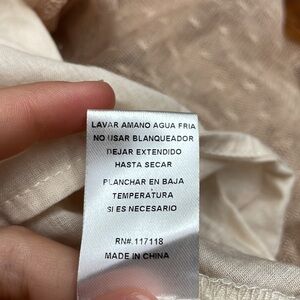 LAVAR AMANO AGUA FRIA
NO USAR BLANQUEADOR
DEJAR EXTENDIDO
HASTA SECAR
PLANCHAR EN BAJA
TEMPERATURA
SI ES NECESARIO
RN#.117118
MADE IN CHINA